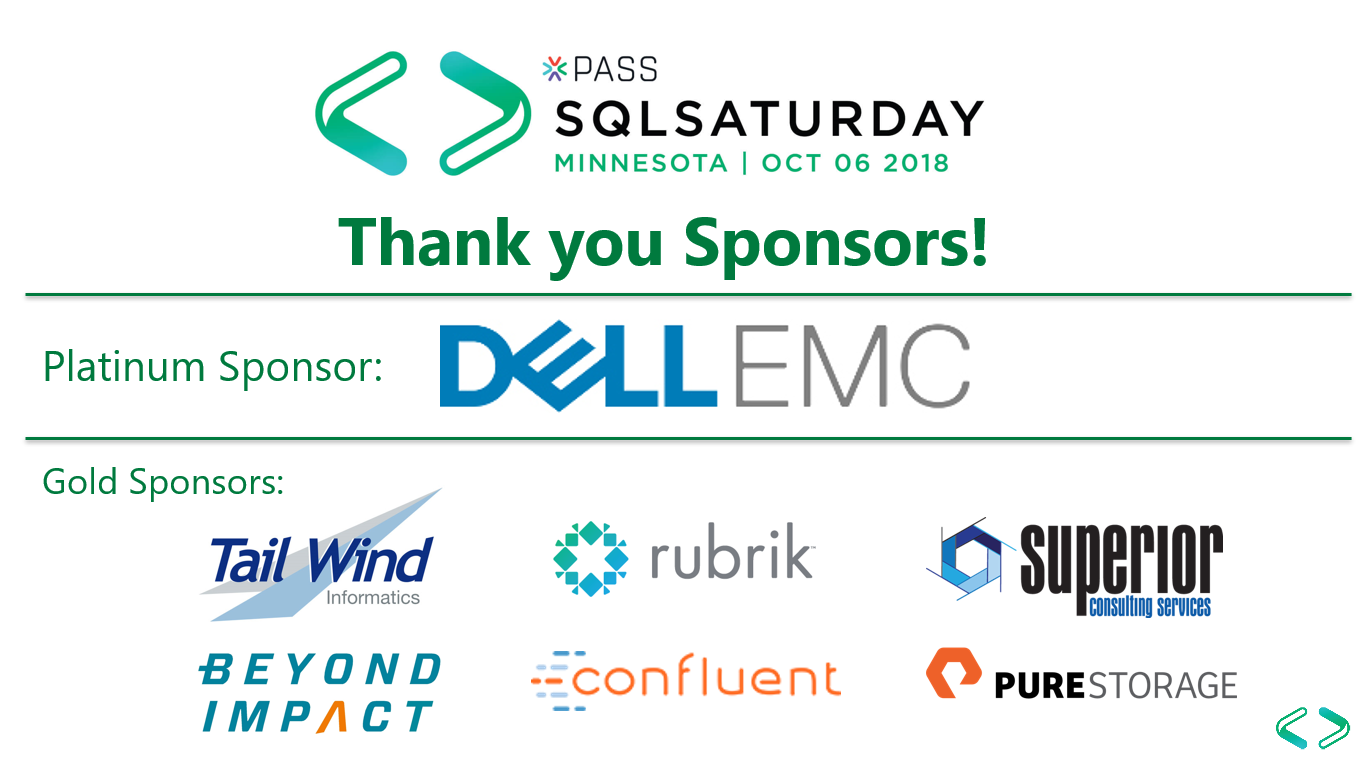 PASS
SQLSATURDAY
MINNESOTA | OCT 06 2018
Thank you Sponsors!
Platinum Sponsor:
DELL EMC
Gold Sponsors:
Tail Wind
Informatics
rubrik™
superior
consulting services
BEYOND
IMPACT
confluent
PURESTORAGE